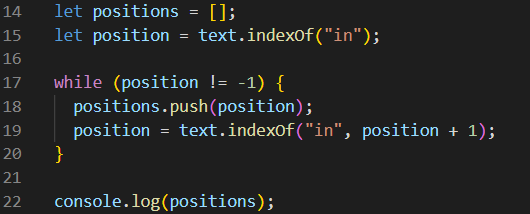 14 let positions = [];
15 let position = text.indexOf("in");
16
17 while (position != -1) {
18   positions.push(position);
19   position = text.indexOf("in", position + 1);
20 }
21
22 console.log(positions);